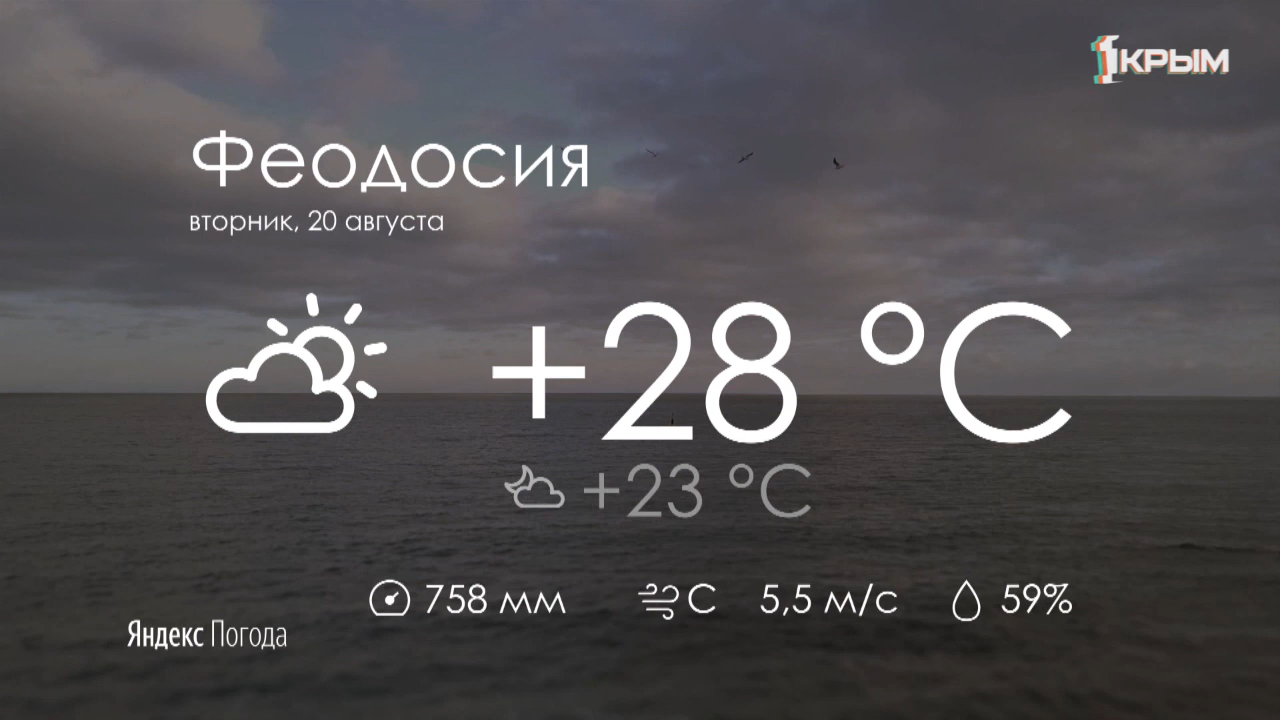 1КРЫМ
Феодосия
вторник, 20 августа
+28 °C
+23 °C
758 мм С 5,5 м/с 59%
Яндекс Погода